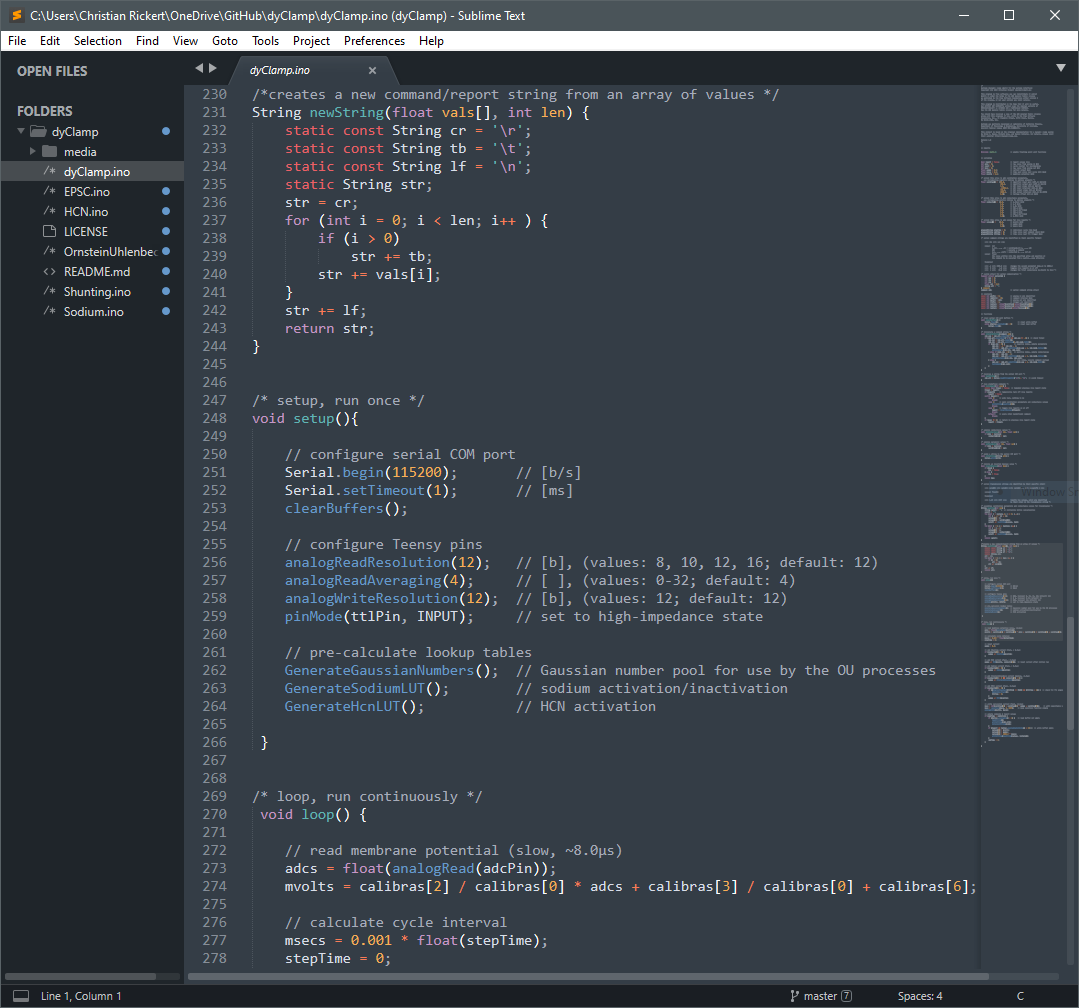 C:\Users\Christian Rickert\OneDrive\GitHub\dyClamp\dyClamp.ino (dyClamp) - Sublime Text
File Edit Selection Find View Goto Tools Project Preferences Help
OPEN FILES
FOLDERS
dyClamp
media
/* dyClamp.ino
/* EPSC.ino
/* HCN.ino
LICENSE
/* OrnsteinUhlenbec
<> README.md
/* Shunting.ino
/* Sodium.ino
dyClamp.ino ×
230 /*creates a new command/report string from an array of values */
231 String newString(float vals[], int len) {
232     static const String cr = '\r';
233     static const String tb = '\t';
234     static const String lf = '\n';
235     static String str;
236     str = cr;
237     for (int i = 0; i < len; i++ ) {
238         if (i > 0)
239             str += tb;
240         str += vals[i];
241     }
242     str += lf;
243     return str;
244 }
245
246
247 /* setup, run once */
248 void setup(){
249
250     // configure serial COM port
251     Serial.begin(115200);       // [b/s]
252     Serial.setTimeout(1);       // [ms]
253     clearBuffers();
254
255     // configure Teensy pins
256     analogReadResolution(12);   // [b], (values: 8, 10, 12, 16; default: 12)
257     analogReadAveraging(4);     // [ ], (values: 0-32; default: 4)
258     analogWriteResolution(12);  // [b], (values: 12; default: 12)
259     pinMode(ttlPin, INPUT);     // set to high-impedance state
260
261     // pre-calculate lookup tables
262     GenerateGaussianNumbers();  // Gaussian number pool for use by the OU processes
263     GenerateSodiumLUT();        // sodium activation/inactivation
264     GenerateHcnLUT();           // HCN activation
265
266  }
267
268
269 /* loop, run continuously */
270  void loop() {
271
272     // read membrane potential (slow, ~8.0µs)
273     adcs = float(analogRead(adcPin));
274     mvolts = calibras[2] / calibras[0] * adcs + calibras[3] / calibras[0] + calibras[6];
275
276     // calculate cycle interval
277     msecs = 0.001 * float(stepTime);
278     stepTime = 0;
Line 1, Column 1
master 7
Spaces: 4
C